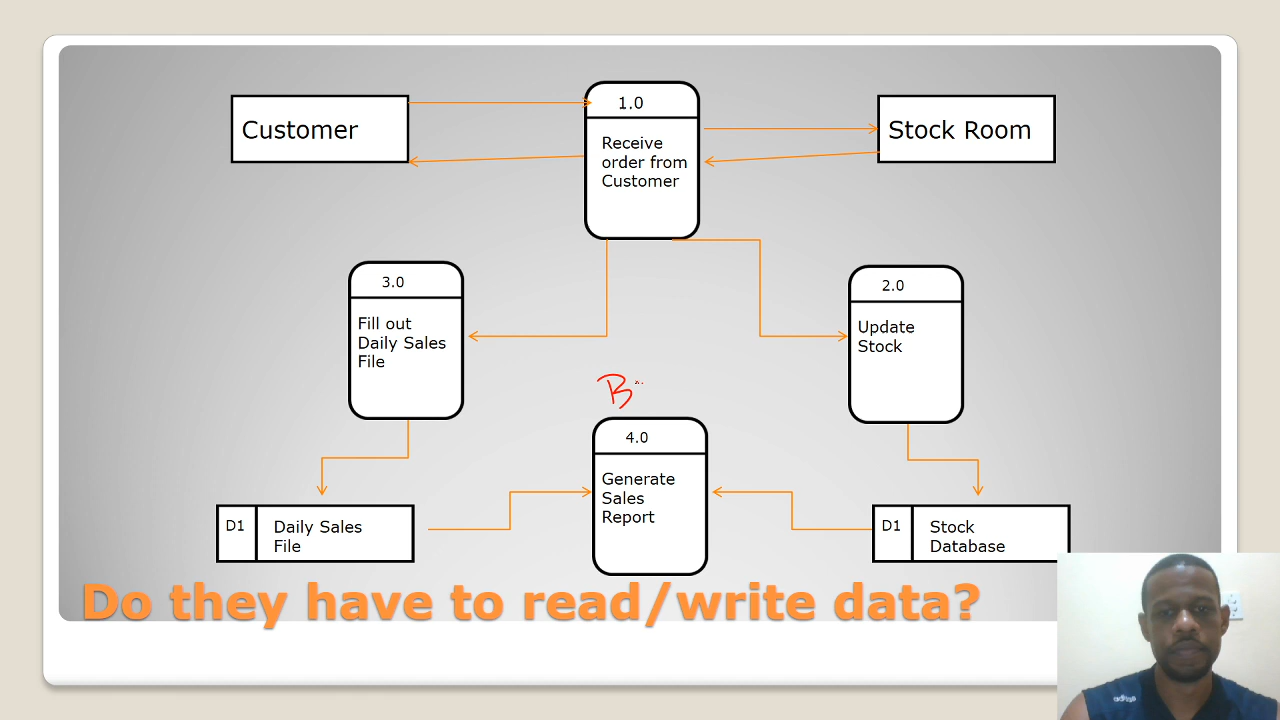 Customer
1.0
Receive
order from
Customer
Stock Room
3.0
Fill out
Daily Sales
File
2.0
Update
Stock
B
4.0
Generate
Sales
Report
D1
Daily Sales
File
D1
Stock
Database
Do they have to read/write data?
adidas